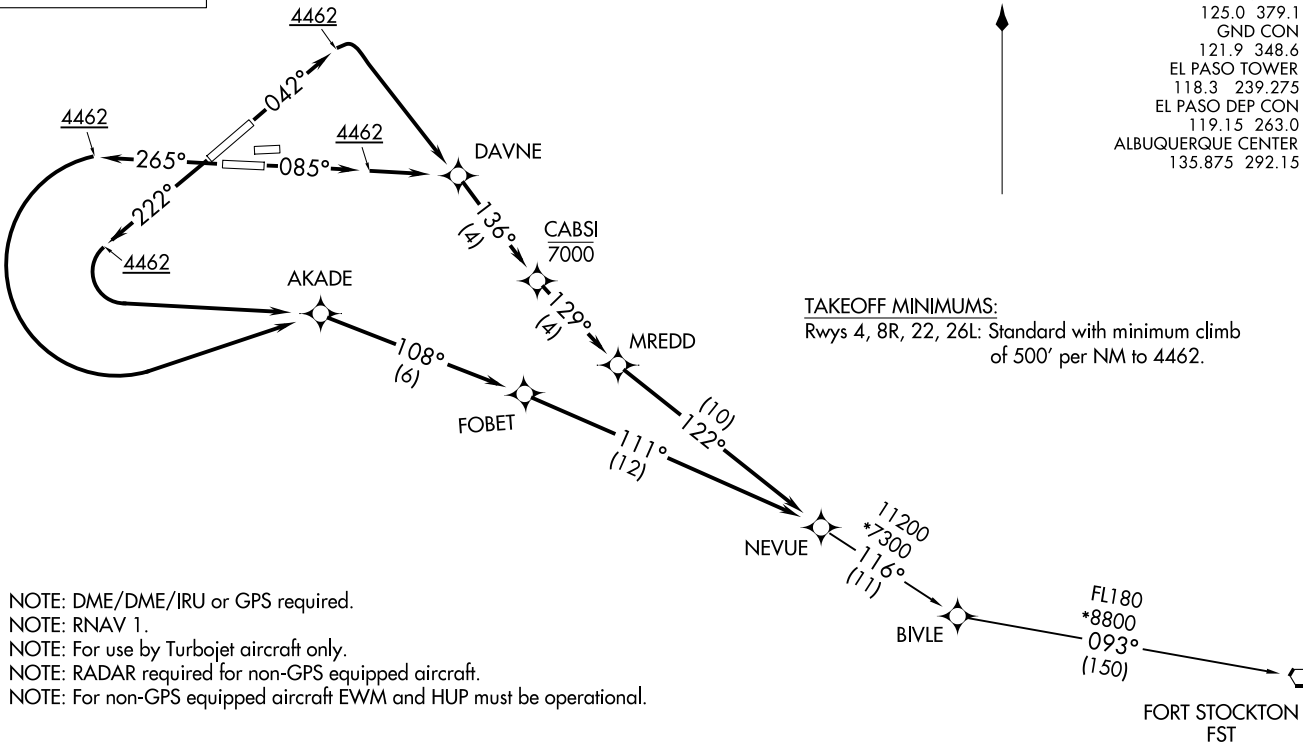 125.0 379.1
GND CON
121.9 348.6
EL PASO TOWER
118.3 239.275
EL PASO DEP CON
119.15 263.0
ALBUQUERQUE CENTER
135.875 292.15
4462
042°
4462
265°
085°
4462
DAVNE
222°
4462
136°
(4)
CABSI
7000
AKADE
129°
(4)
MREDD
TAKEOFF MINIMUMS:
Rwys 4, 8R, 22, 26L: Standard with minimum climb
of 500' per NM to 4462.
108°
(6)
FOBET
(10)
122°
111°
(12)
NEVUE
11200
*7300
116°
(11)
BIVLE
FL180
*8800
093°
(150)
FORT STOCKTON
FST
NOTE: DME/DME/IRU or GPS required.
NOTE: RNAV 1.
NOTE: For use by Turbojet aircraft only.
NOTE: RADAR required for non-GPS equipped aircraft.
NOTE: For non-GPS equipped aircraft EWM and HUP must be operational.